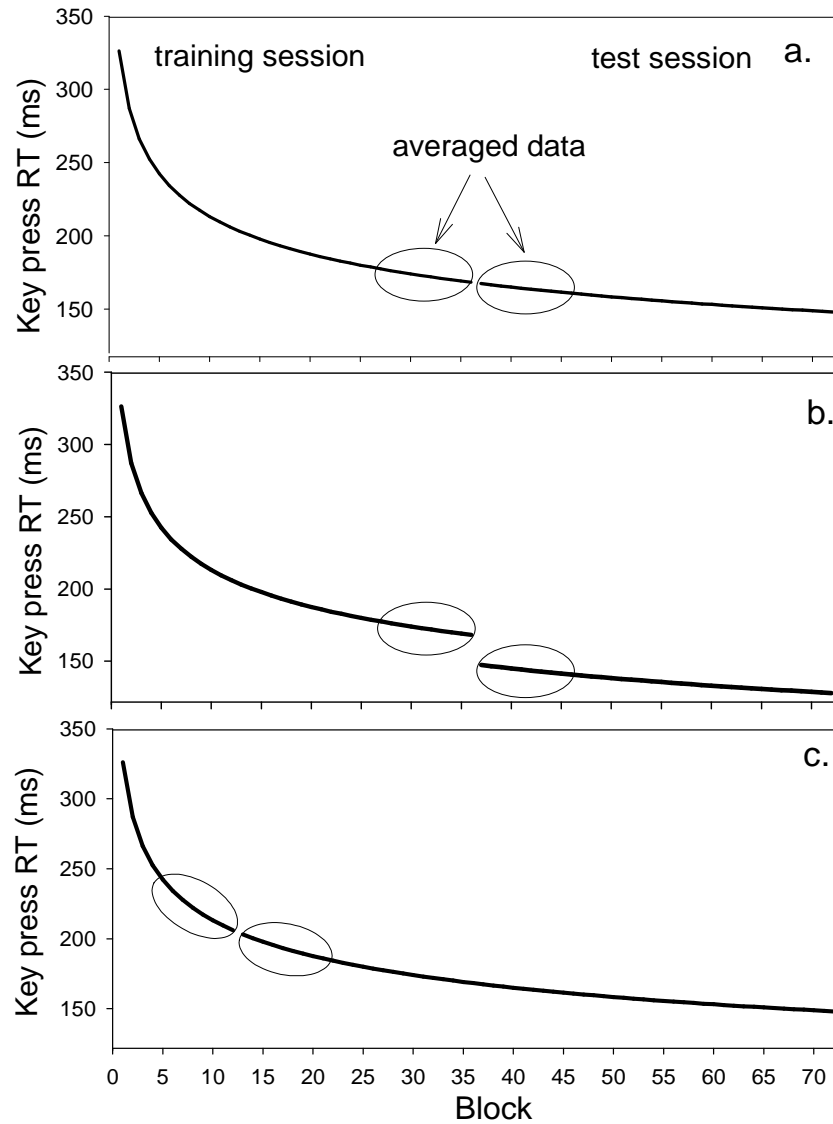 350
training session
test session
a.
300
averaged data
250
200
150
Key press RT (ms)
350
b.
300
250
200
150
Key press RT (ms)
350
c.
300
250
200
150
Key press RT (ms)
0 5 10 15 20 25 30 35 40 45 50 55 60 65 70
Block